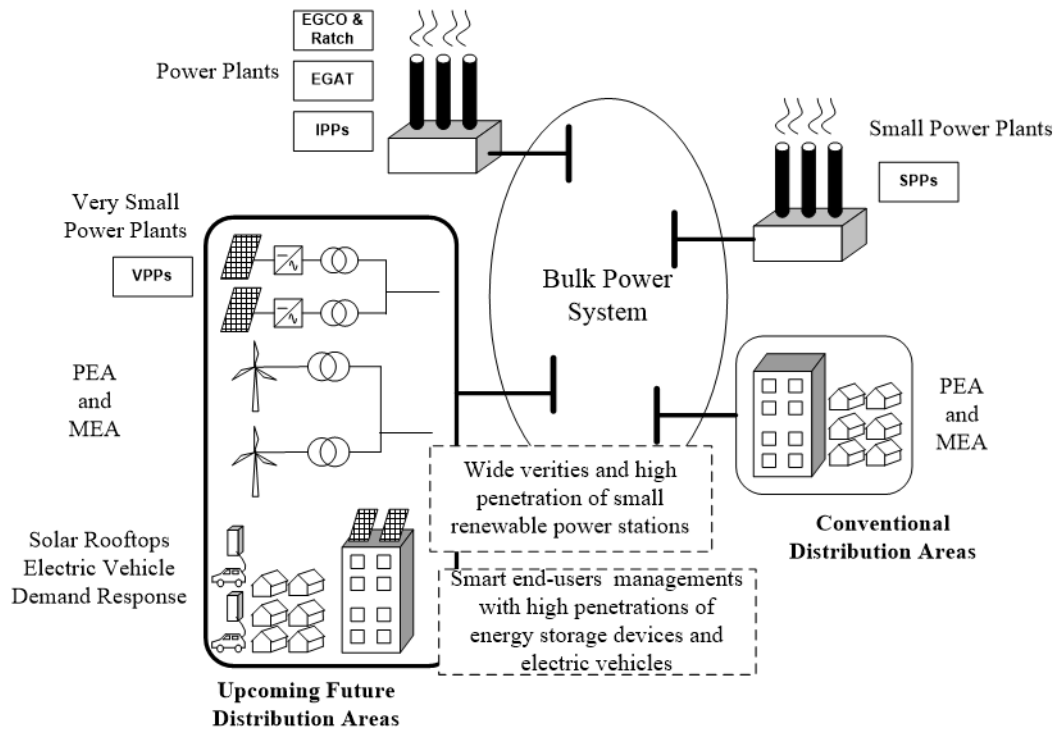 EGCO &
Ratch
Power Plants
EGAT
IPPs
Small Power Plants
SPPs
Very Small
Power Plants
VPPs
Bulk Power
System
PEA
and
MEA
PEA
and
MEA
Wide verities and high
penetration of small
renewable power stations
Conventional
Distribution Areas
Solar Rooftops
Electric Vehicle
Demand Response
Smart end-users managements
with high penetrations of
energy storage devices and
electric vehicles
Upcoming Future
Distribution Areas